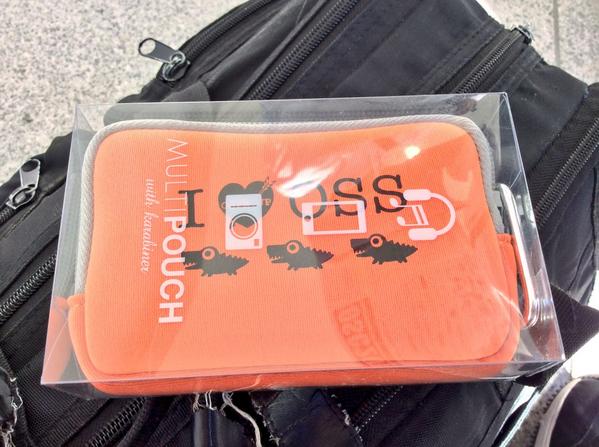 MULTIPOUCH
with karabiner
I OSS